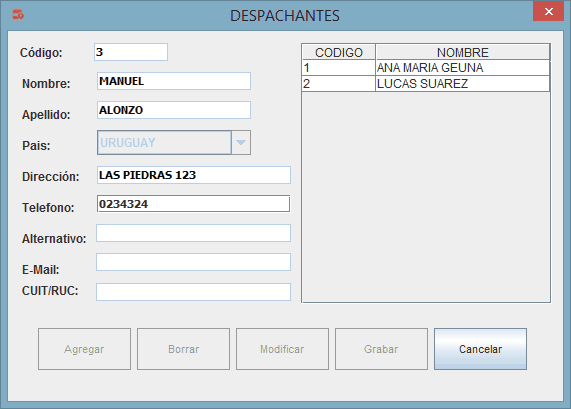 DESPACHANTES
Código: 3
Nombre: MANUEL
Apellido: ALONZO
Pais: URUGUAY
Dirección: LAS PIEDRAS 123
Telefono: 0234324
Alternativo:
E-Mail:
CUIT/RUC:
CODIGO NOMBRE
1 ANA MARIA GEUNA
2 LUCAS SUAREZ
Agregar Borrar Modificar Grabar Cancelar